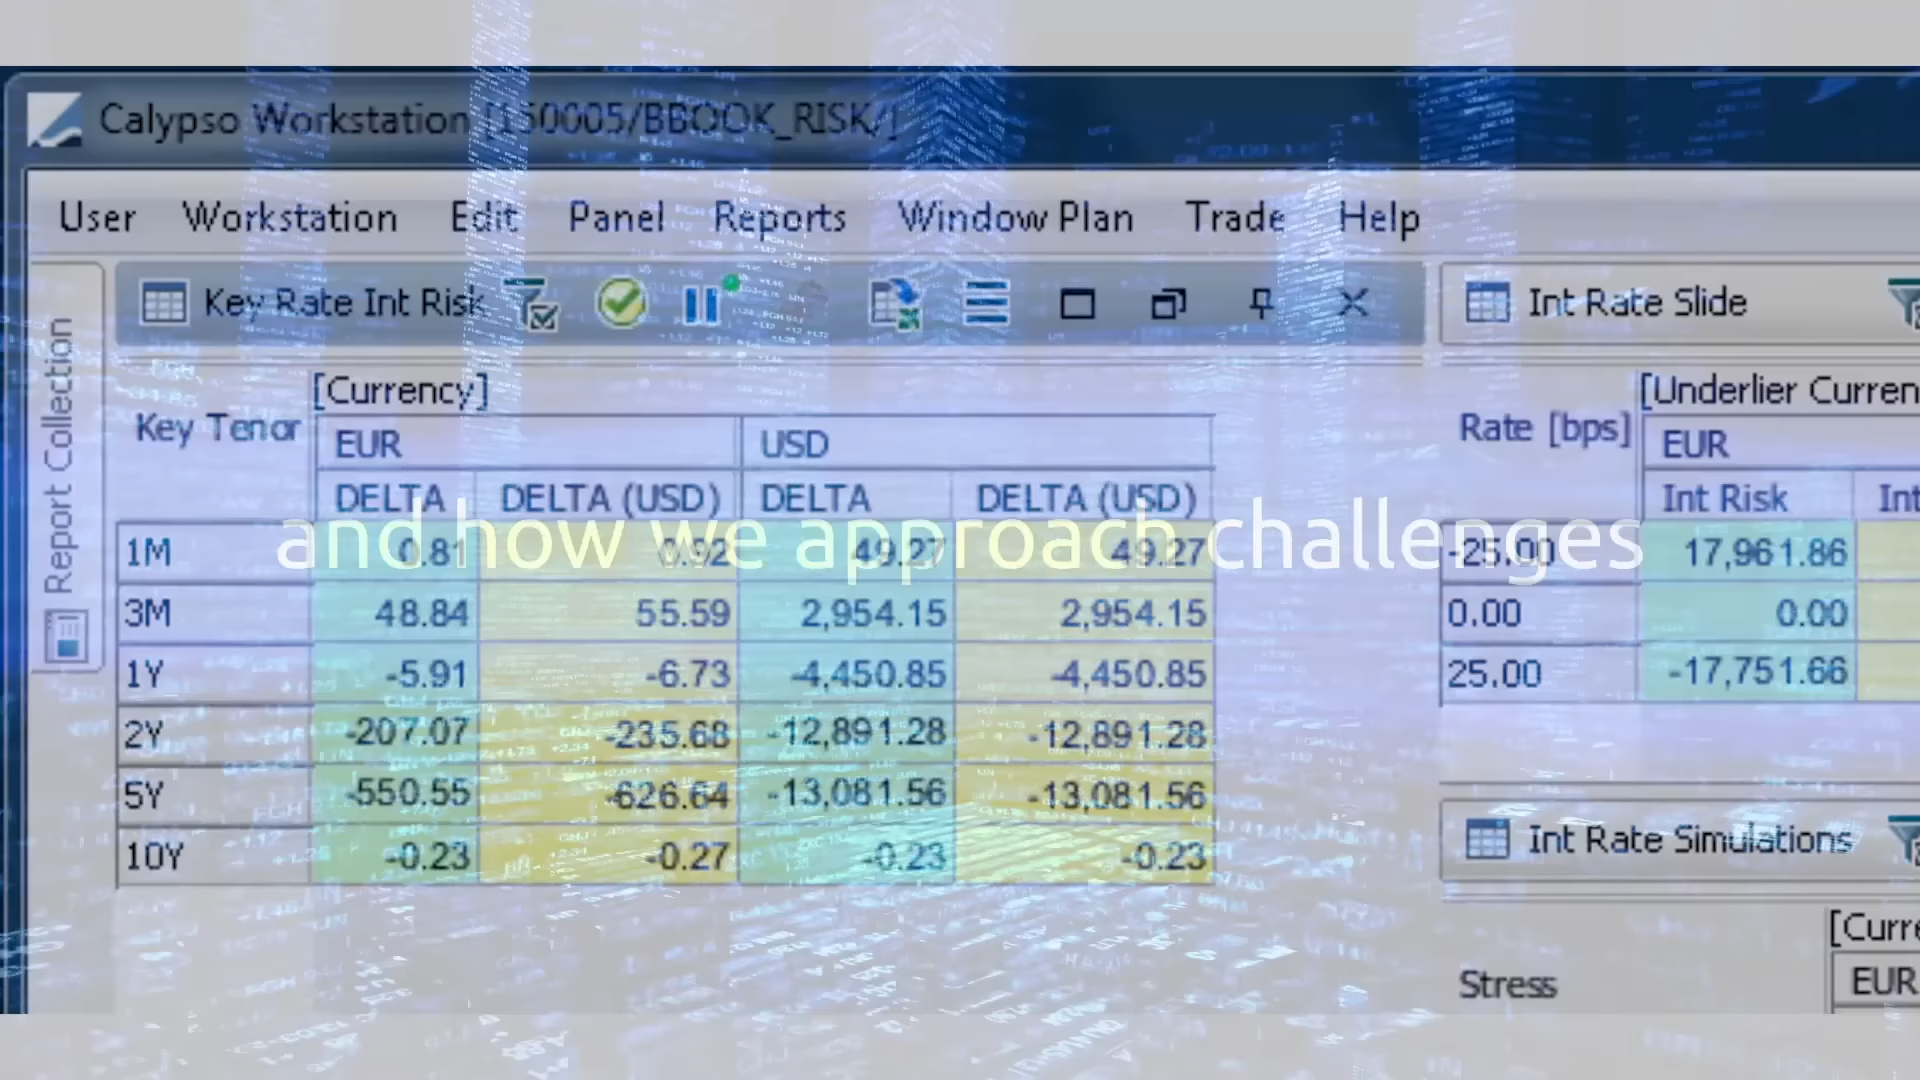 Calypso Workstation [150005/BBOOK_RISK/]
User Workstation Edit Panel Reports Window Plan Trade Help
Report Collection
Key Rate Int Risk
Int Rate Slide
[Currency]
Key Tenor
EUR USD
DELTA DELTA (USD) DELTA DELTA (USD)
1M 0.81 0.92 49.27 49.27
3M 48.84 55.59 2,954.15 2,954.15
1Y -5.91 -6.73 -4,450.85 -4,450.85
2Y -207.07 -235.68 -12,891.28 -12,891.28
5Y -550.55 -626.64 -13,081.56 -13,081.56
10Y -0.23 -0.27 -0.23 -0.23
and how we approach challenges
[Underlier Curren
Rate [bps]
EUR
Int Risk Int
-25.00 17,961.86
0.00 0.00
25.00 -17,751.66
Int Rate Simulations
[Curre
Stress
EUR